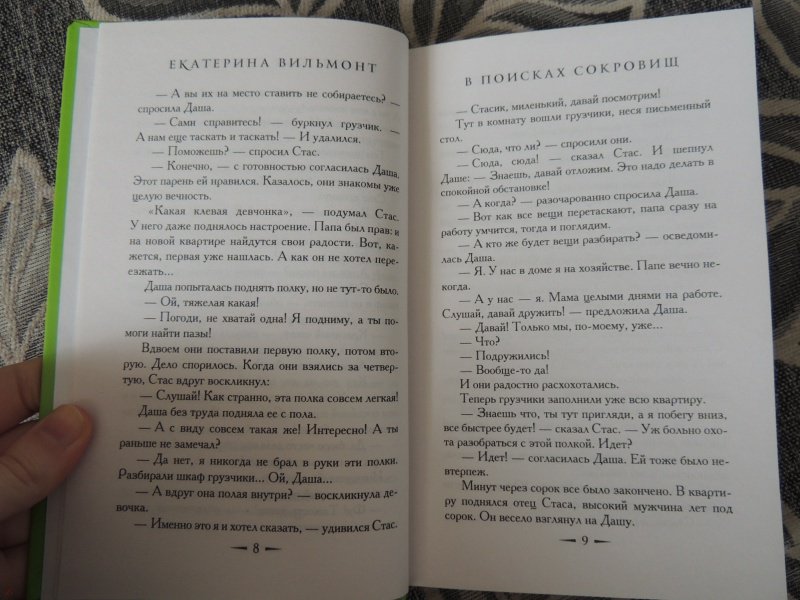 ЕКАТЕРИНА ВИЛЬМОНТ
— А вы их на место ставить не собираетесь? —
спросила Даша.
— Сами справитесь! — буркнул грузчик. —
А нам еще таскать и таскать! — И удалился.
— Поможешь? — спросил Стас.
— Конечно, — с готовностью согласилась Даша.
Этот парень ей нравился. Казалось, они знакомы уже
целую вечность.
«Какая клевая девчонка», — подумал Стас.
У него даже поднялось настроение. Папа был прав: и
на новой квартире найдутся свои радости. Вот, ка-
жется, первая уже нашлась. А как он не хотел пере-
езжать...
Даша попыталась поднять полку, но не тут-то было.
— Ой, тяжелая какая!
— Погоди, не хватай одна! Я подниму, а ты по-
моги найти пазы!
Вдвоем они поставили первую полку, потом вто-
рую. Дело спорилось. Когда они взялись за четвер-
тую, Стас вдруг воскликнул:
— Слушай! Как странно, эта полка совсем легкая!
Даша без труда подняла ее с пола.
— А с виду совсем такая же! Интересно! А ты
раньше не замечал?
— Да нет, я никогда не брал в руки эти полки.
Разбирали шкаф грузчики... Ой, Даша...
— А вдруг она полая внутри? — воскликнула де-
вочка.
— Именно это я и хотел сказать, — удивился Стас.
8
В ПОИСКАХ СОКРОВИЩ
— Стасик, миленький, давай посмотрим!
Тут в комнату вошли грузчики, неся письменный
стол.
— Сюда, что ли? — спросили они.
— Сюда, сюда! — сказал Стас. И шепнул
Даше: — Знаешь, давай отложим. Это надо делать в
спокойной обстановке!
— А когда? — разочарованно спросила Даша.
— Вот как все вещи перетаскают, папа сразу на
работу умчится, тогда и поглядим.
— А кто же будет вещи разбирать? — осведоми-
лась Даша.
— Я. У нас в доме я на хозяйстве. Папе вечно не-
когда.
— А у нас — я. Мама целыми днями на работе.
Слушай, давай дружить! — предложила Даша.
— Давай! Только мы, по-моему, уже...
— Что?
— Подружились!
— Вообще-то да!
И они радостно расхохотались.
Теперь грузчики заполнили уже всю квартиру.
— Знаешь что, ты тут пригляди, а я побегу вниз,
все быстрее будет! — сказал Стас. — Уж больно охо-
та разобраться с этой полкой. Идет?
— Идет! — согласилась Даша. Ей тоже было не-
втерпеж.
Минут через сорок все было закончено. В кварти-
ру поднялся отец Стаса, высокий мужчина лет под
сорок. Он весело взглянул на Дашу.
9